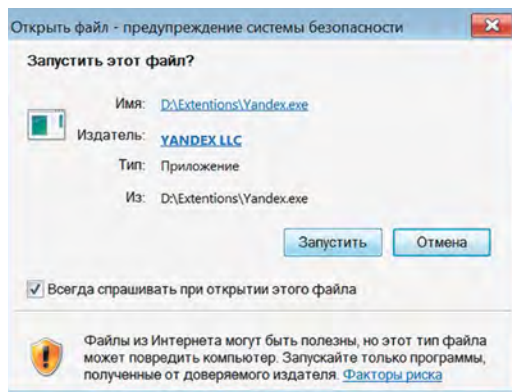 Открыть файл - предупреждение системы безопасности
Запустить этот файл?
Имя: D:\Extentions\Yandex.exe
Издатель: YANDEX LLC
Тип: Приложение
Из: D:\Extentions\Yandex.exe
Запустить Отмена
Всегда спрашивать при открытии этого файла
Файлы из Интернета могут быть полезны, но этот тип файла
может повредить компьютер. Запускайте только программы,
полученные от доверяемого издателя. Факторы риска